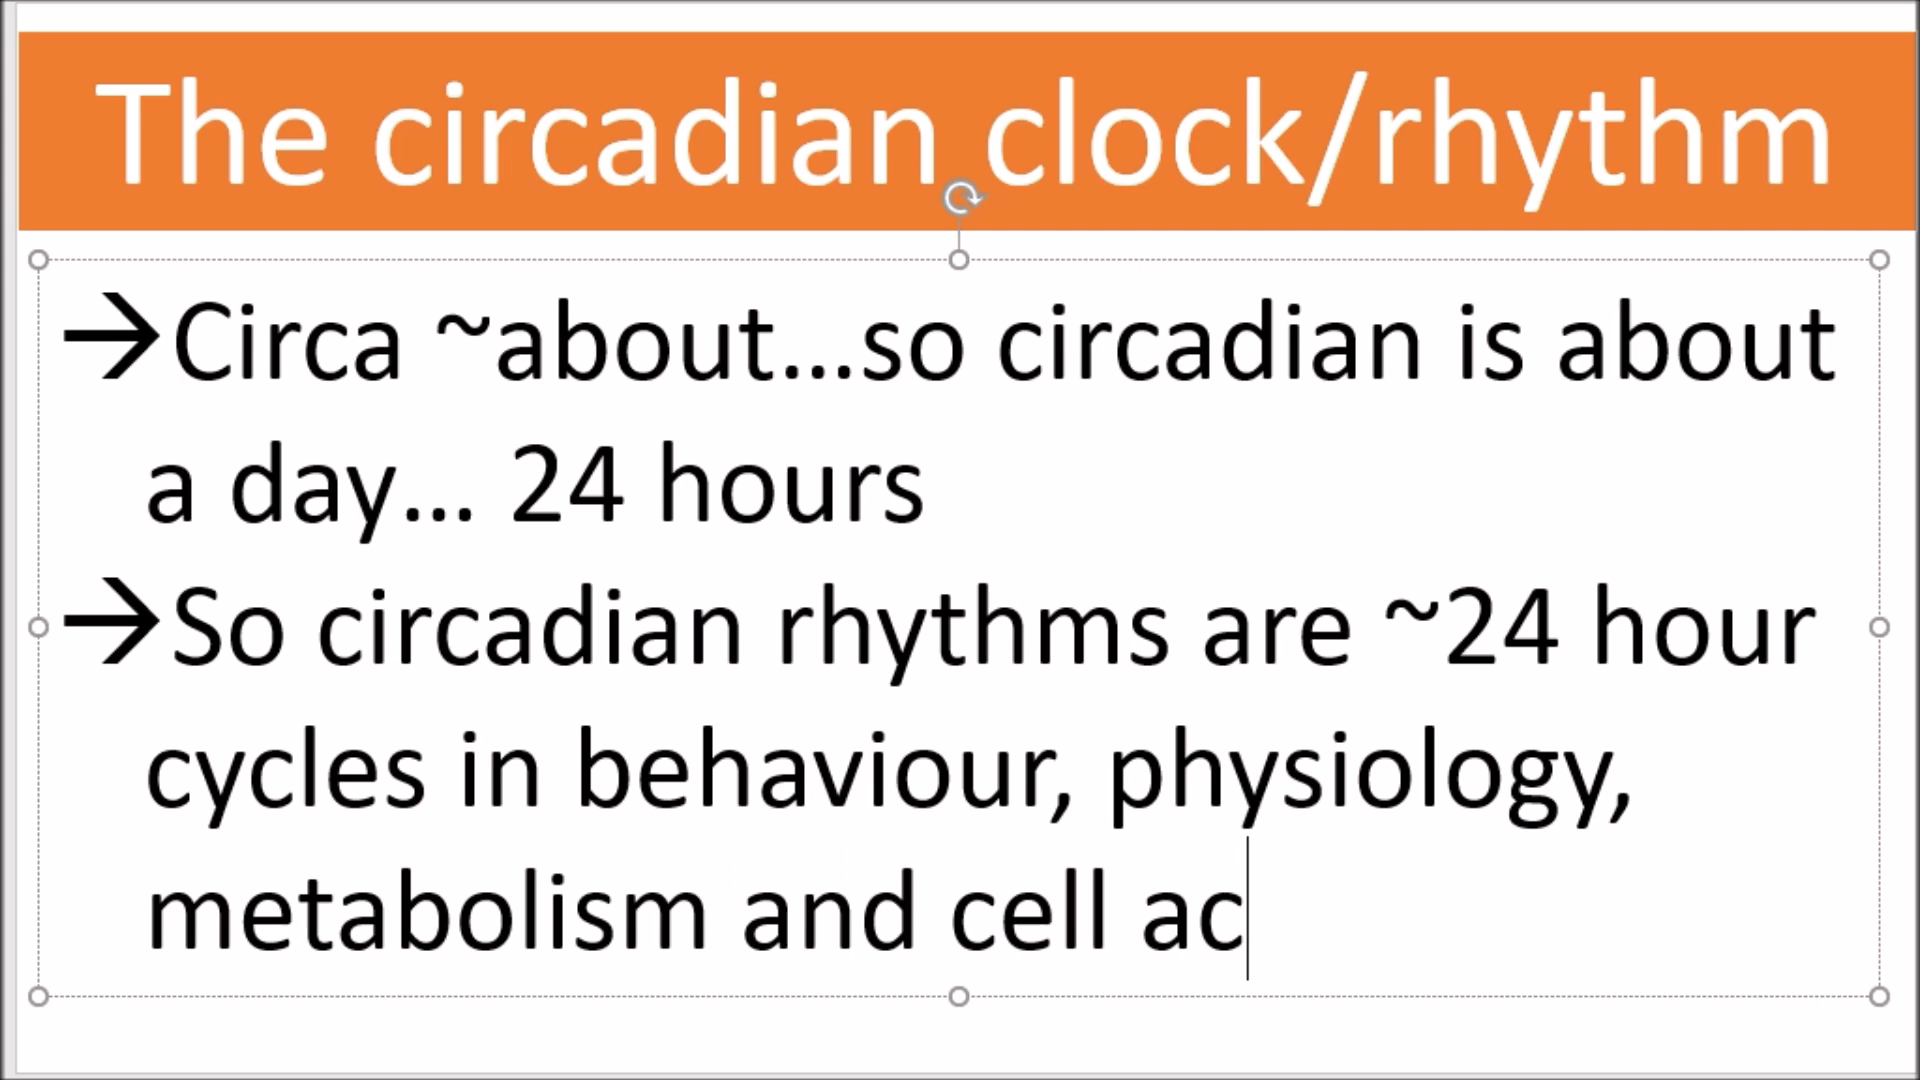 The circadian clock/rhythm
→Circa ~about...so circadian is about
a day... 24 hours
→So circadian rhythms are ~24 hour
cycles in behaviour, physiology,
metabolism and cell ac